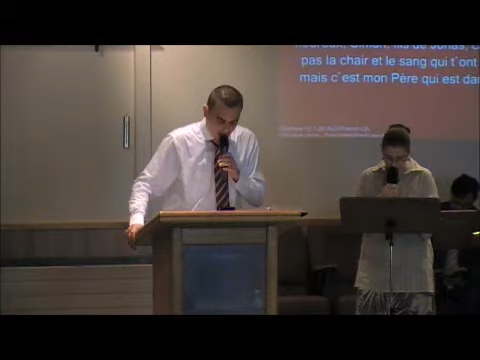 heureux, Simon, fils de Jonas, c
pas la chair et le sang qui t'ont
mais c'est mon Père qui est dan